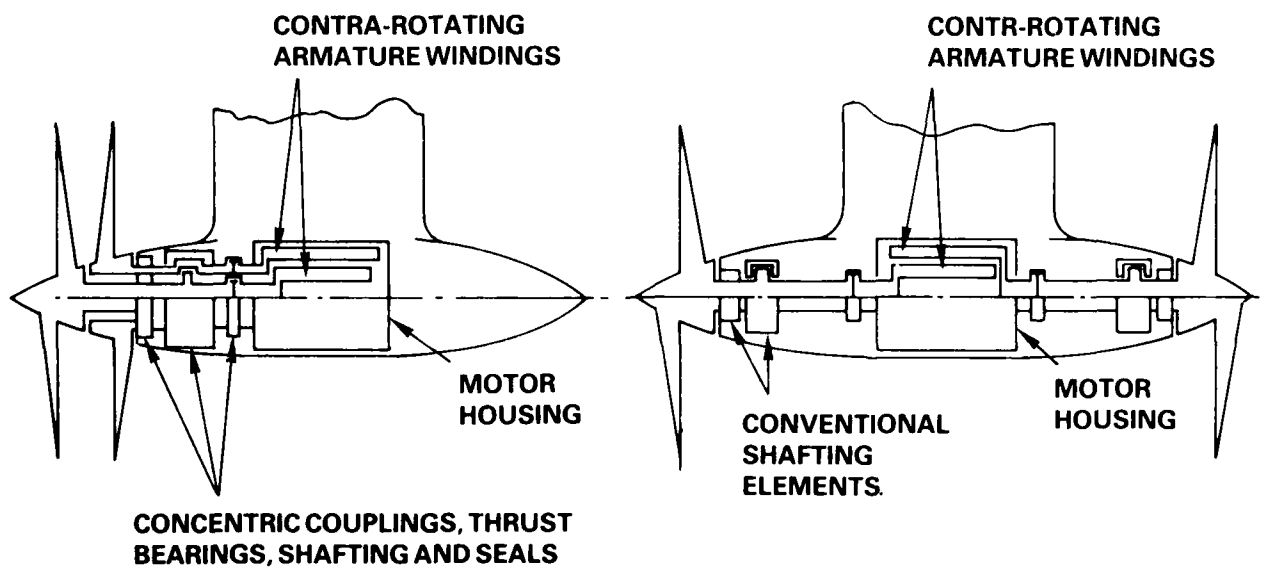 CONTRA-ROTATING
ARMATURE WINDINGS
CONTR-ROTATING
ARMATURE WINDINGS
MOTOR
HOUSING
CONCENTRIC COUPLINGS, THRUST
BEARINGS, SHAFTING AND SEALS
CONVENTIONAL
SHAFTING
ELEMENTS.
MOTOR
HOUSING